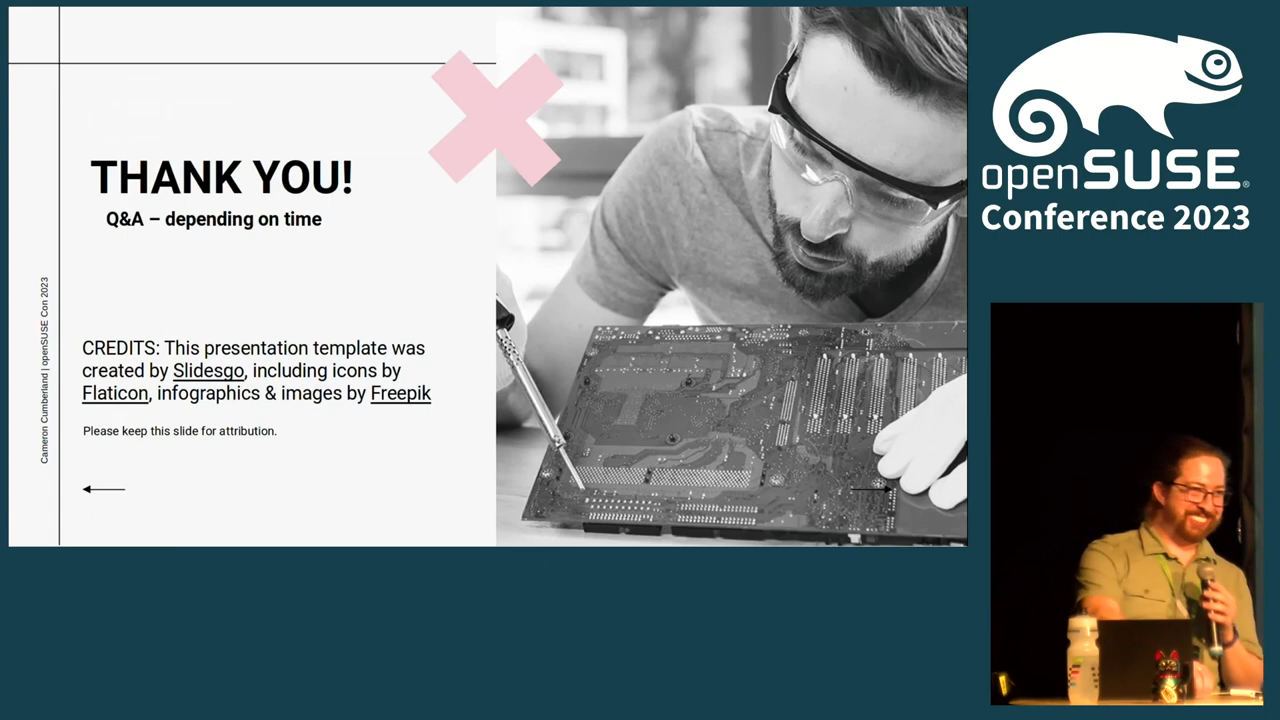 THANK YOU!
Q&A – depending on time
CREDITS: This presentation template was
created by Slidesgo, including icons by
Flaticon, infographics & images by Freepik
Please keep this slide for attribution.
Cameron Cumberland | openSUSE Con 2023
openSUSE®
Conference 2023